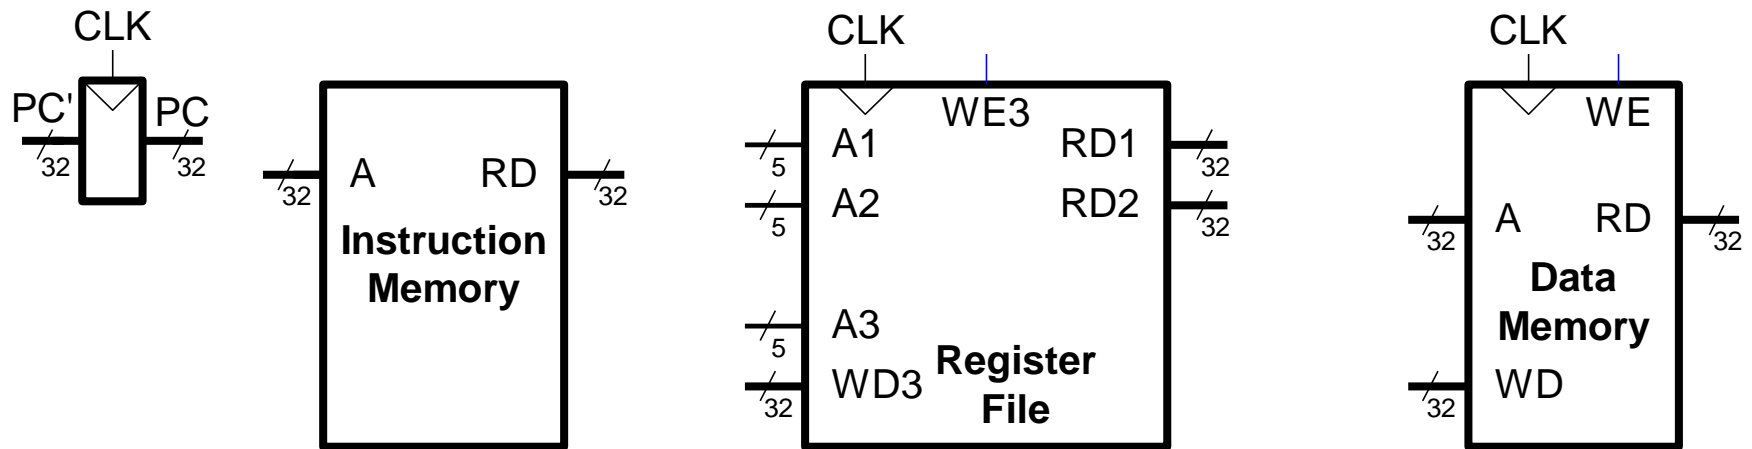 CLK
PC'
PC
32
32
A
RD
32
32
Instruction
Memory
CLK
WE3
A1
RD1
5
32
A2
RD2
5
32
A3
5
WD3
32
Register
File
CLK
WE
A
RD
32
32
Data
Memory
WD
32